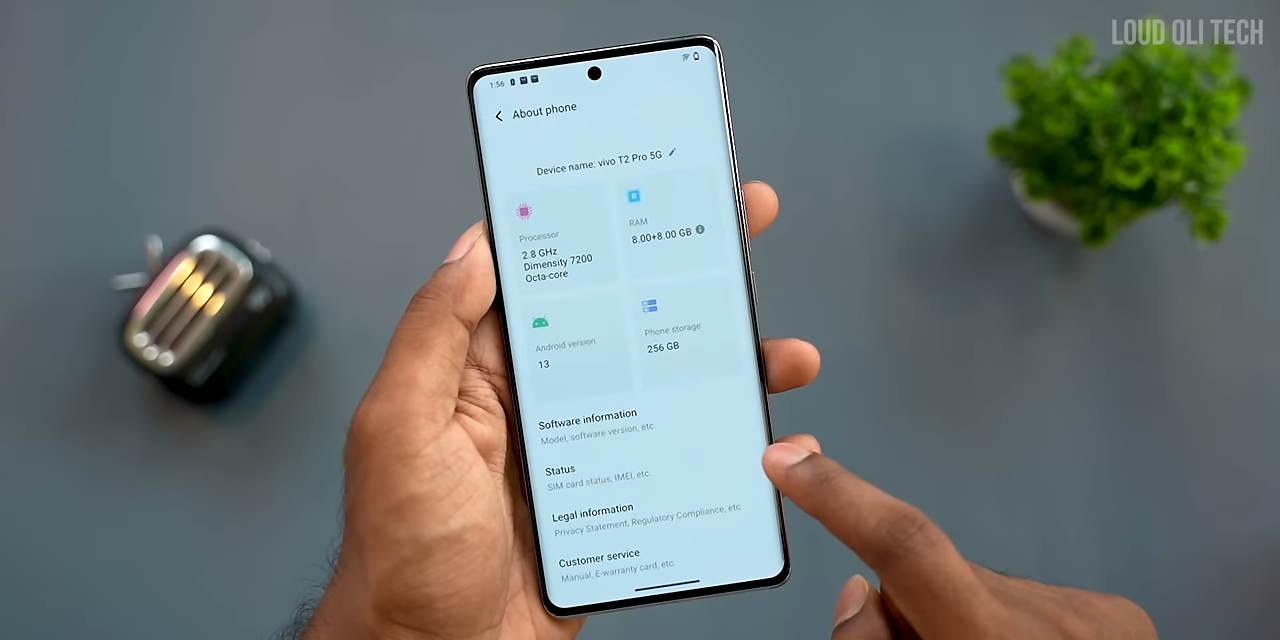 LOUD OLI TECH
1:56
About phone
Device name: vivo T2 Pro 5G
Processor
2.8 GHz
Dimensity 7200
Octa-core
R
RAM
8.00+8.00 GB
Android version
13
Phone storage
256 GB
Software information
Model, software version, etc.
Status
SIM card status, IMEI, etc.
Legal information
Privacy Statement, Regulatory Compliance, etc
Customer service
Manual, E-warranty card, etc.